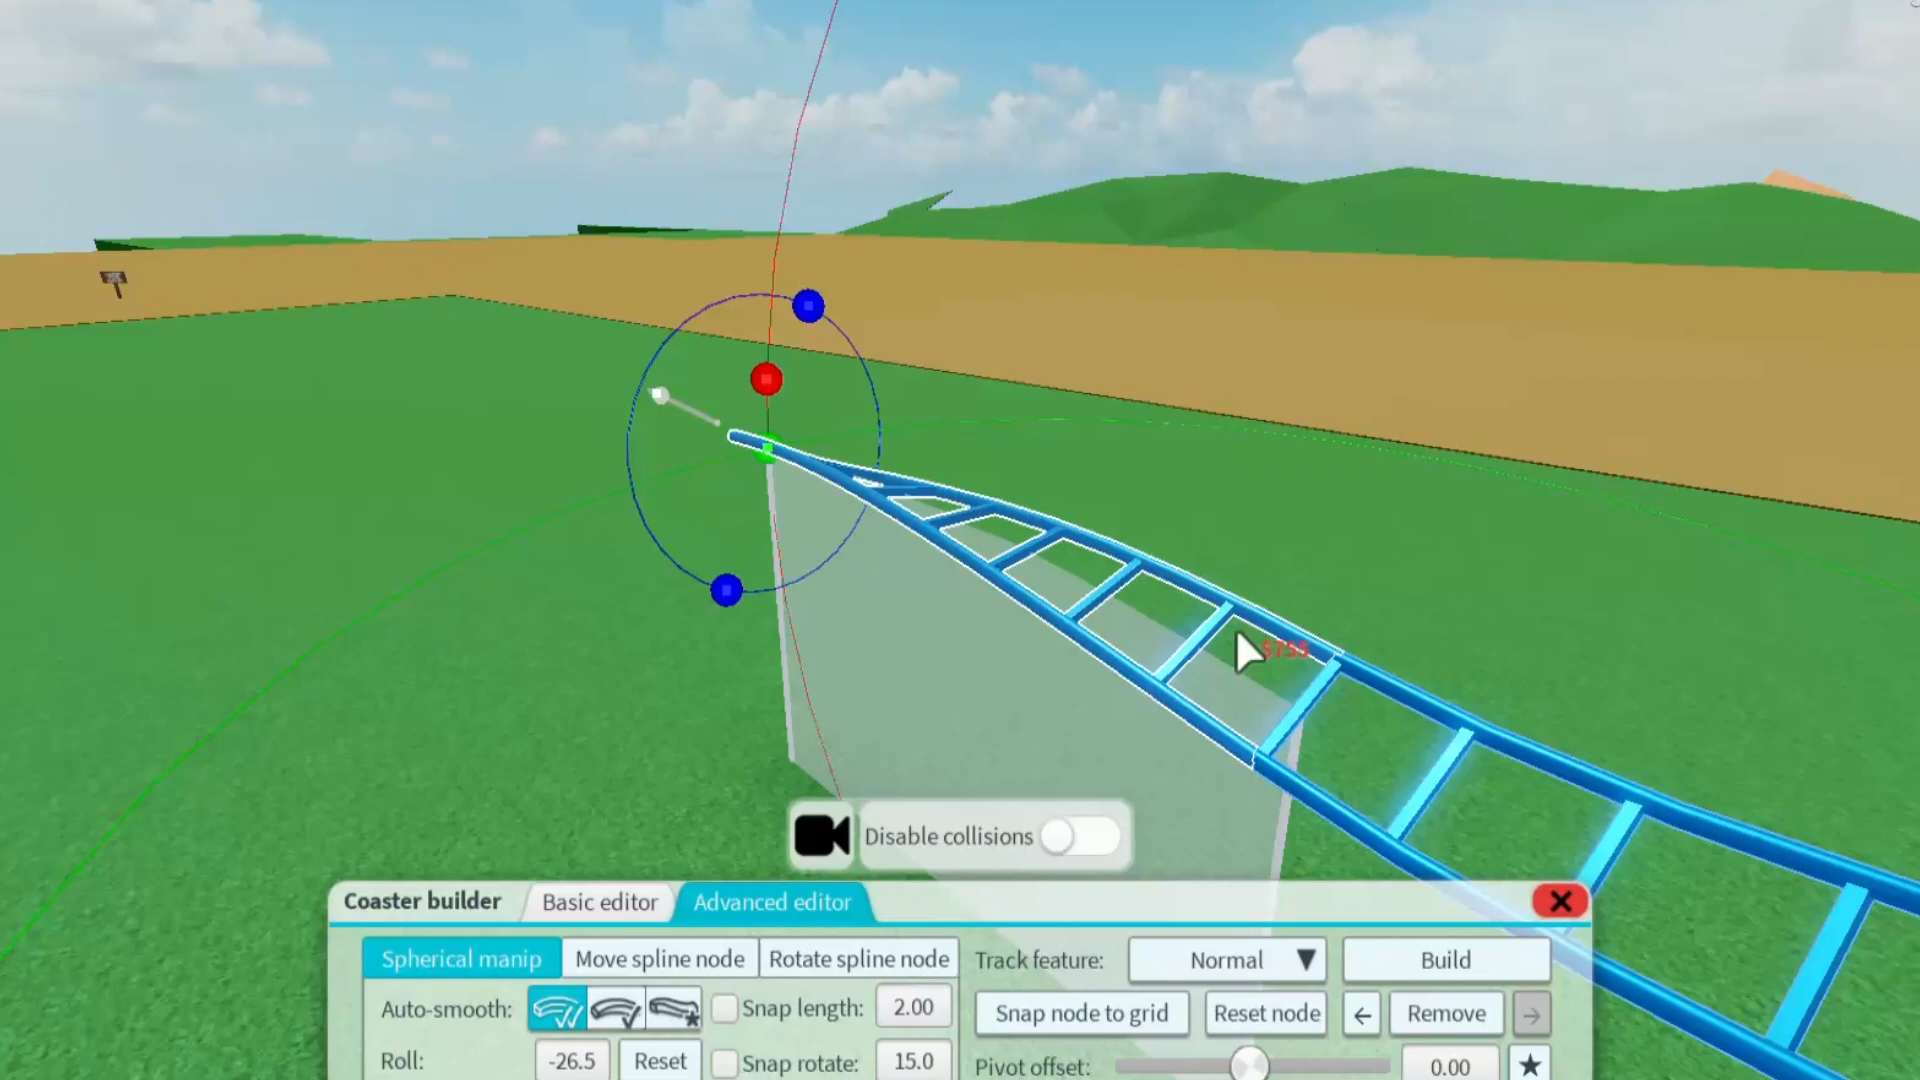 $755
Disable collisions
Coaster builder
Basic editor
Advanced editor
Spherical manip
Move spline node
Rotate spline node
Track feature:
Normal
Build
Auto-smooth:
Snap length:
2.00
Snap node to grid
Reset node
Remove
Roll:
-26.5
Reset
Snap rotate:
15.0
Pivot offset:
0.00